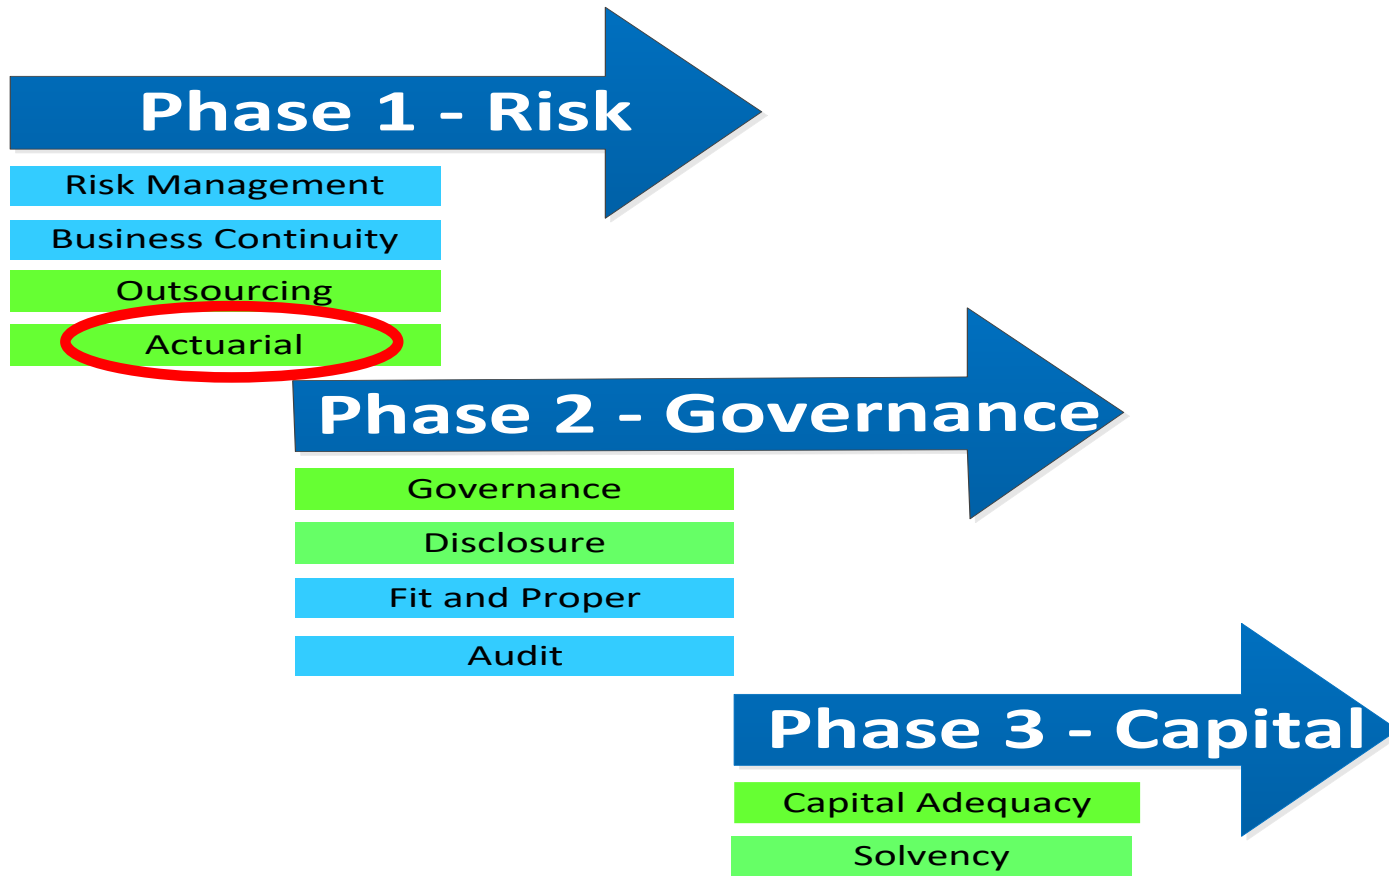 Phase 1 - Risk
Risk Management
Business Continuity
Outsourcing
Actuarial
Phase 2 - Governance
Governance
Disclosure
Fit and Proper
Audit
Phase 3 - Capital
Capital Adequacy
Solvency